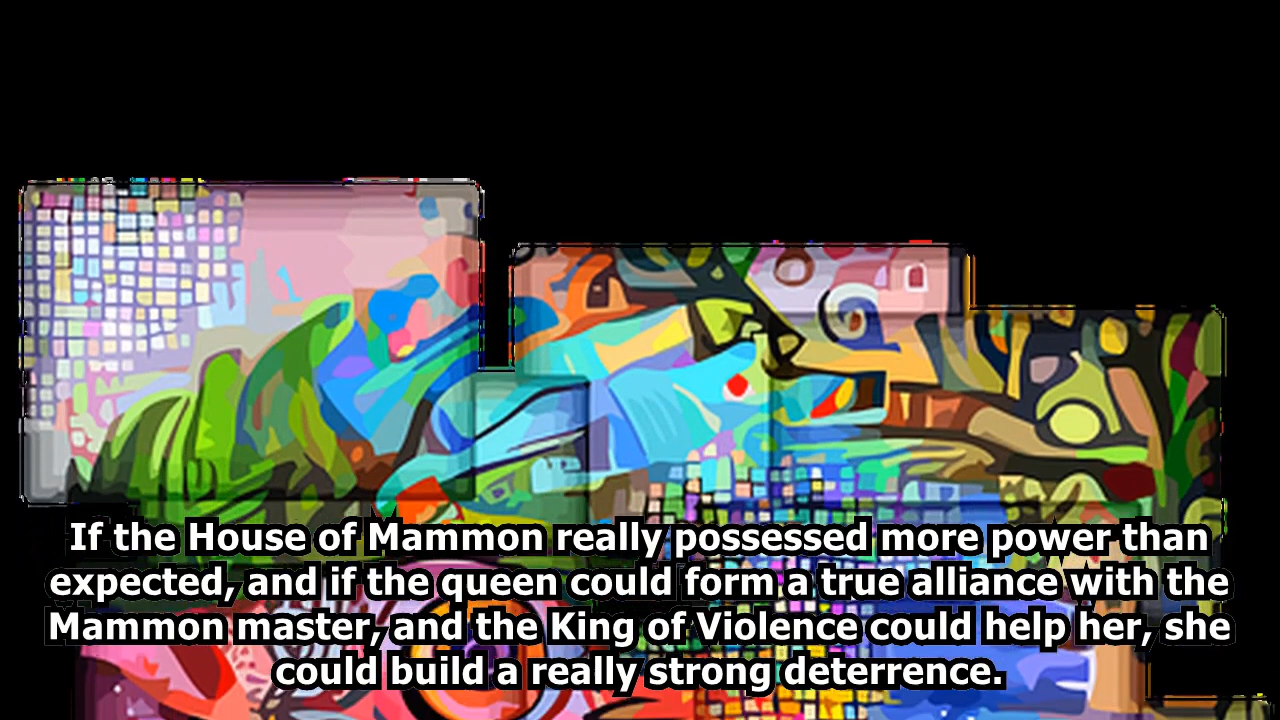 If the House of Mammon really possessed more power than
expected, and if the queen could form a true alliance with the
Mammon master, and the King of Violence could help her, she
could build a really strong deterrence.